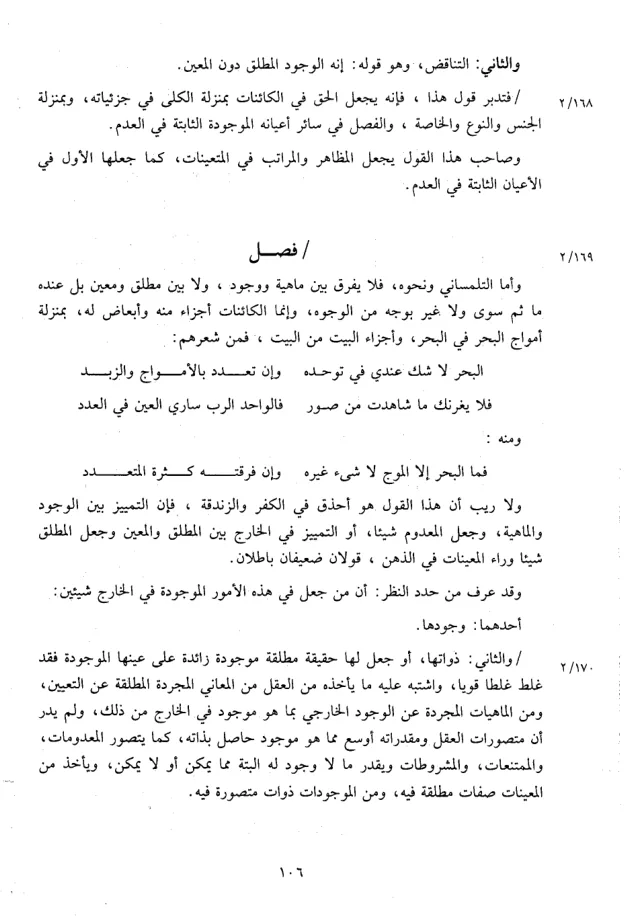 والثاني: التناقض، وهو قوله: إنه الوجود المطلق دون المعين.
٢/١٦٨
/ فتدبر قول هذا ، فإنه يجعل الحق في الكائنات بمنزلة الكلى في جزئياته، وبمنزلة
الجنس والنوع والخاصة ، والفصل في سائر أعيانه الموجودة الثابتة في العدم.
وصاحب هذا القول يجعل المظاهر والمراتب في المتعينات، كما جعلها الأول في
الأعيان الثابتة في العدم.
٢/١٦٩
/ فصــل
وأما التلمساني ونحوه، فلا يفرق بين ماهية ووجود ، ولا بين مطلق ومعين بل عنده
ما ثم سوى ولا غير بوجه من الوجوه، وإنما الكائنات أجزاء منه وأبعاض له، بمنزلة
أمواج البحر في البحر، وأجزاء البيت من البيت ، فمن شعرهم:
البحر لا شك عندي في توحده وإن تعــدد بالأمــواج والزبــد
فلا يغرنك ما شاهدت من صور فالواحد الرب ساري العين في العدد
ومنه :
فما البحر إلا الموج لا شىء غيره وإن فرقتــه كــثرة المتعــدد
ولا ريب أن هذا القول هو أحذق في الكفر والزندقة ، فإن التمييز بين الوجود
والماهية، وجعل المعدوم شيئا، أو التمييز في الخارج بين المطلق والمعين وجعل المطلق
شيئا وراء المعينات في الذهن ، قولان ضعيفان باطلان.
وقد عرف من حدد النظر: أن من جعل في هذه الأمور الموجودة في الخارج شيئين:
أحدهما: وجودها.
٢/١٧٠
/ والثاني: ذواتها، أو جعل لها حقيقة مطلقة موجودة زائدة على عينها الموجودة فقد
غلط غلطا قويا، واشتبه عليه ما يأخذه من العقل من المعاني المجردة المطلقة عن التعيين،
ومن الماهيات المجردة عن الوجود الخارجي بما هو موجود في الخارج من ذلك، ولم يدر
أن متصورات العقل ومقدراته أوسع مما هو موجود حاصل بذاته، كما يتصور المعدومات،
والممتنعات، والمشروطات ويقدر ما لا وجود له البتة مما يمكن أو لا يمكن، ويأخذ من
المعينات صفات مطلقة فيه، ومن الموجودات ذوات متصورة فيه.
١٠٦